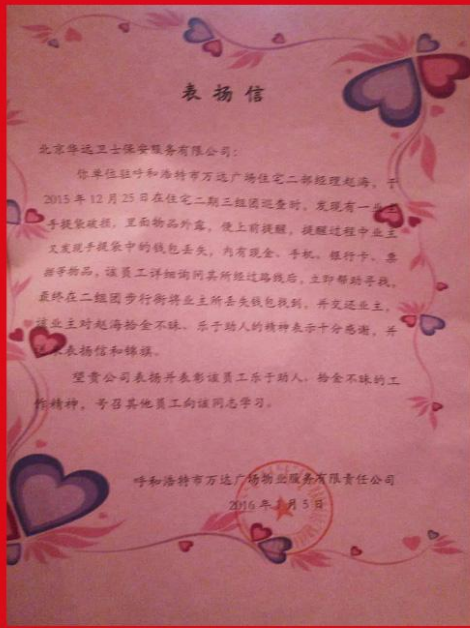 表扬信
北京华远卫士保安服务有限公司：
你单位驻呼和浩特市万达广场住宅二部经理赵海，于
2015年12月25日在住宅二期三组团巡查时，发现有一业主
手提袋破损，里面物品外露，便上前提醒，提醒过程中业主
又发现手提袋中的钱包丢失，内有现金、手机、银行卡、票
据等物品，该员工详细询问其所经过路线后，立即帮助寻找，
最终在二组团步行街将业主所丢失钱包找到，并交还业主，
该业主对赵海拾金不昧、乐于助人的精神表示十分感谢，并
送来表扬信和锦旗。
望贵公司表扬并表彰该员工乐于助人、拾金不昧的工
作精神，号召其他员工向该同志学习。
呼和浩特市万达广场物业服务有限责任公司
2016年 月5日